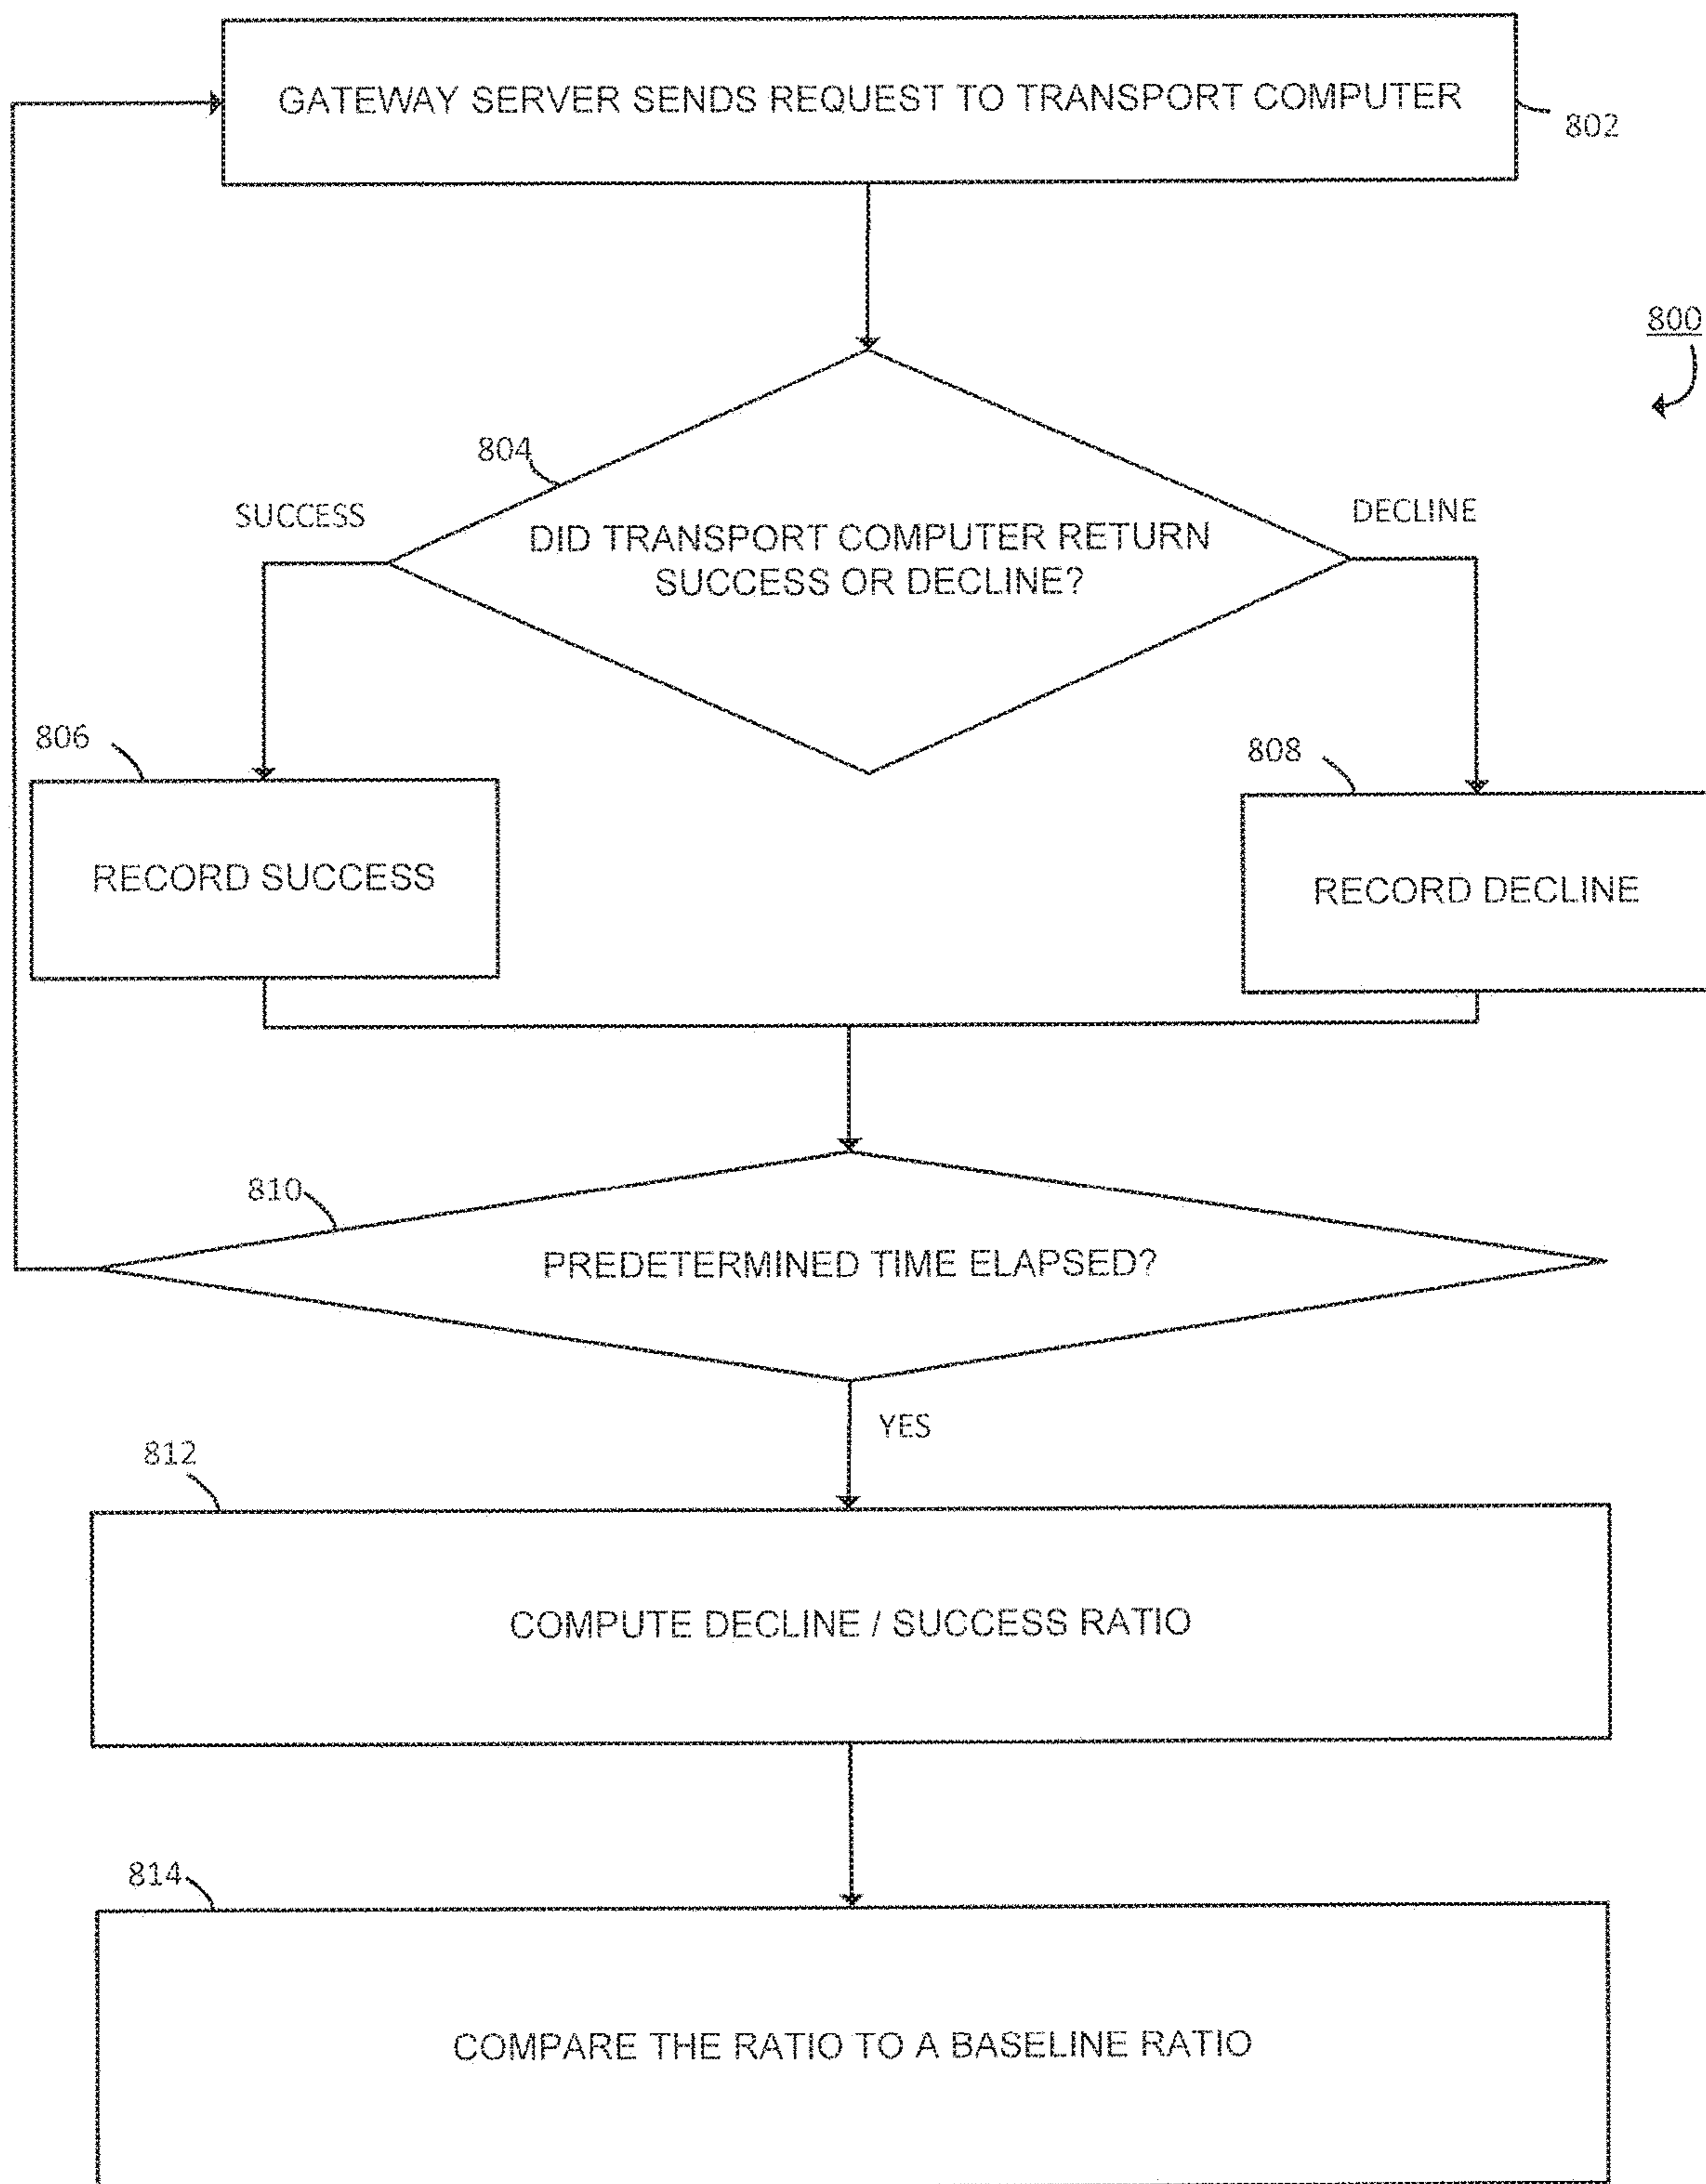 GATEWAY SERVER SENDS REQUEST TO TRANSPORT COMPUTER
802
800
804
SUCCESS
DECLINE
DID TRANSPORT COMPUTER RETURN
SUCCESS OR DECLINE?
806
808
RECORD SUCCESS
RECORD DECLINE
810
PREDETERMINED TIME ELAPSED?
YES
812
COMPUTE DECLINE / SUCCESS RATIO
814
COMPARE THE RATIO TO A BASELINE RATIO